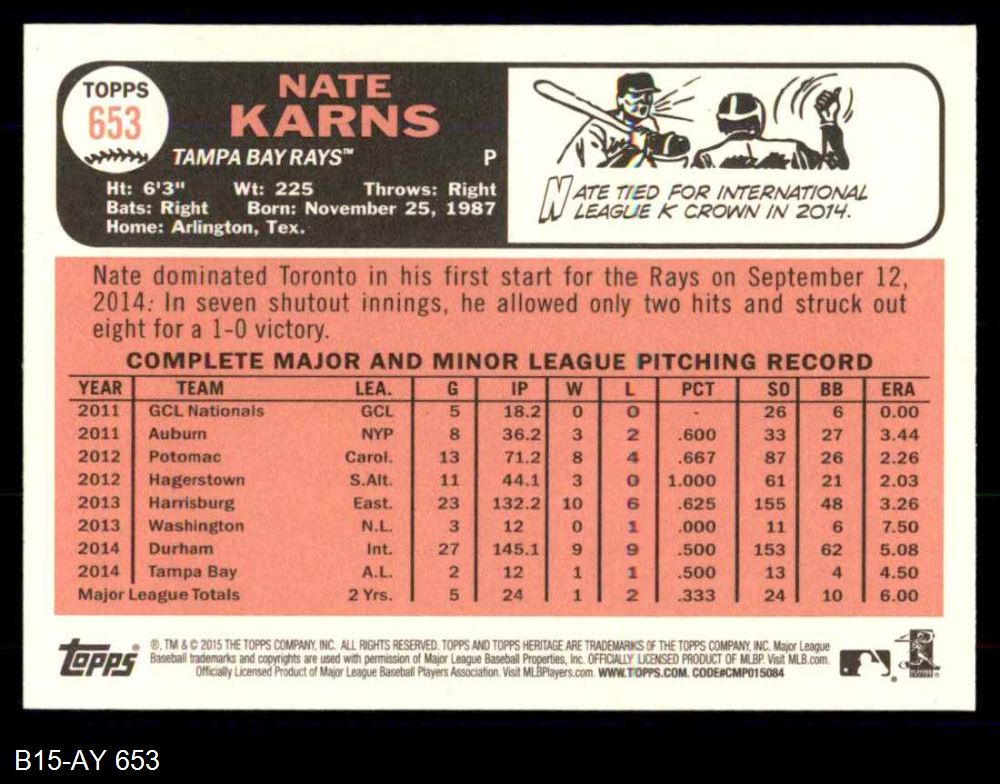 TOPPS
653
NATE
KARNS
TAMPA BAY RAYS™ P
Ht: 6'3" Wt: 225 Throws: Right
Bats: Right Born: November 25, 1987
Home: Arlington, Tex.
NATE TIED FOR INTERNATIONAL
LEAGUE K CROWN IN 2014.
Nate dominated Toronto in his first start for the Rays on September 12,
2014: In seven shutout innings, he allowed only two hits and struck out
eight for a 1-0 victory.
COMPLETE MAJOR AND MINOR LEAGUE PITCHING RECORD
YEAR TEAM LEA. G IP W L PCT SO BB ERA
2011 GCL Nationals GCL 5 18.2 0 0 - 26 6 0.00
2011 Auburn NYP 8 36.2 3 2 .600 33 27 3.44
2012 Potomac Carol. 13 71.2 8 4 .667 87 26 2.26
2012 Hagerstown S.Atl. 11 44.1 3 0 1.000 61 21 2.03
2013 Harrisburg East. 23 132.2 10 6 .625 155 48 3.26
2013 Washington N.L. 3 12 0 1 .000 11 6 7.50
2014 Durham Int. 27 145.1 9 9 .500 153 62 5.08
2014 Tampa Bay A.L. 2 12 1 1 .500 13 4 4.50
Major League Totals 2 Yrs. 5 24 1 2 .333 24 10 6.00
topps
®, TM & © 2015 THE TOPPS COMPANY, INC. ALL RIGHTS RESERVED. TOPPS AND TOPPS HERITAGE ARE TRADEMARKS OF THE TOPPS COMPANY, INC. Major League
Baseball trademarks and copyrights are used with permission of Major League Baseball Properties, Inc. OFFICIALLY LICENSED PRODUCT OF MLBP. Visit MLB.com.
Officially Licensed Product of Major League Baseball Players Association. Visit MLBPlayers.com. WWW.TOPPS.COM. CODE#CMP015084
B15-AY 653